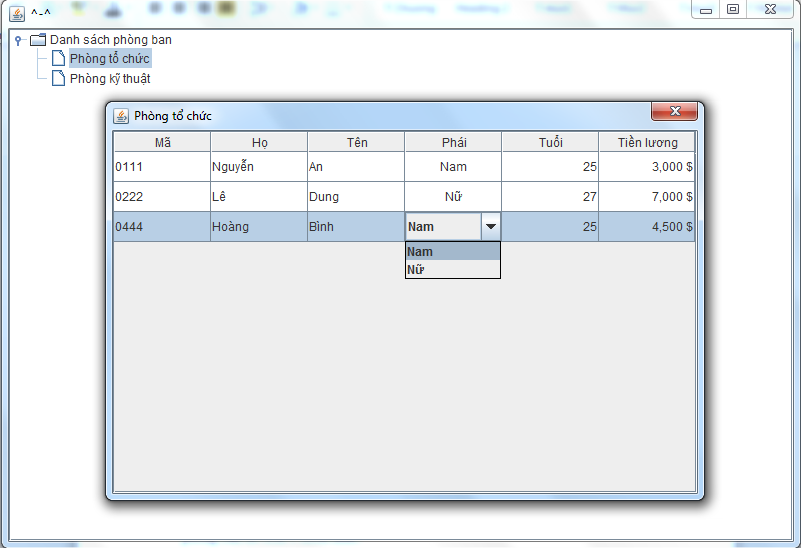 ^-^
Danh sách phòng ban
Phòng tổ chức
Phòng kỹ thuật
Phòng tổ chức
Mã Họ Tên Phái Tuổi Tiền lương
0111 Nguyễn An Nam 25 3,000 $
0222 Lê Dung Nữ 27 7,000 $
0444 Hoàng Bình Nam 25 4,500 $
Nam
Nữ